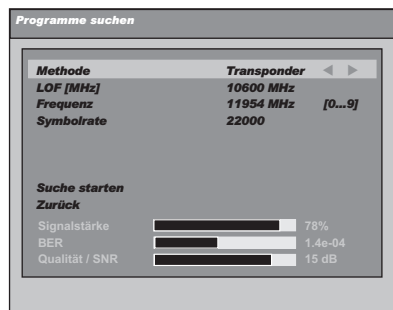 Programme suchen
Methode Transponder
LOF [MHz] 10600 MHz
Frequenz 11954 MHz [0...9]
Symbolrate 22000
Suche starten
Zurück
Signalstärke 78%
BER 1.4e-04
Qualität / SNR 15 dB